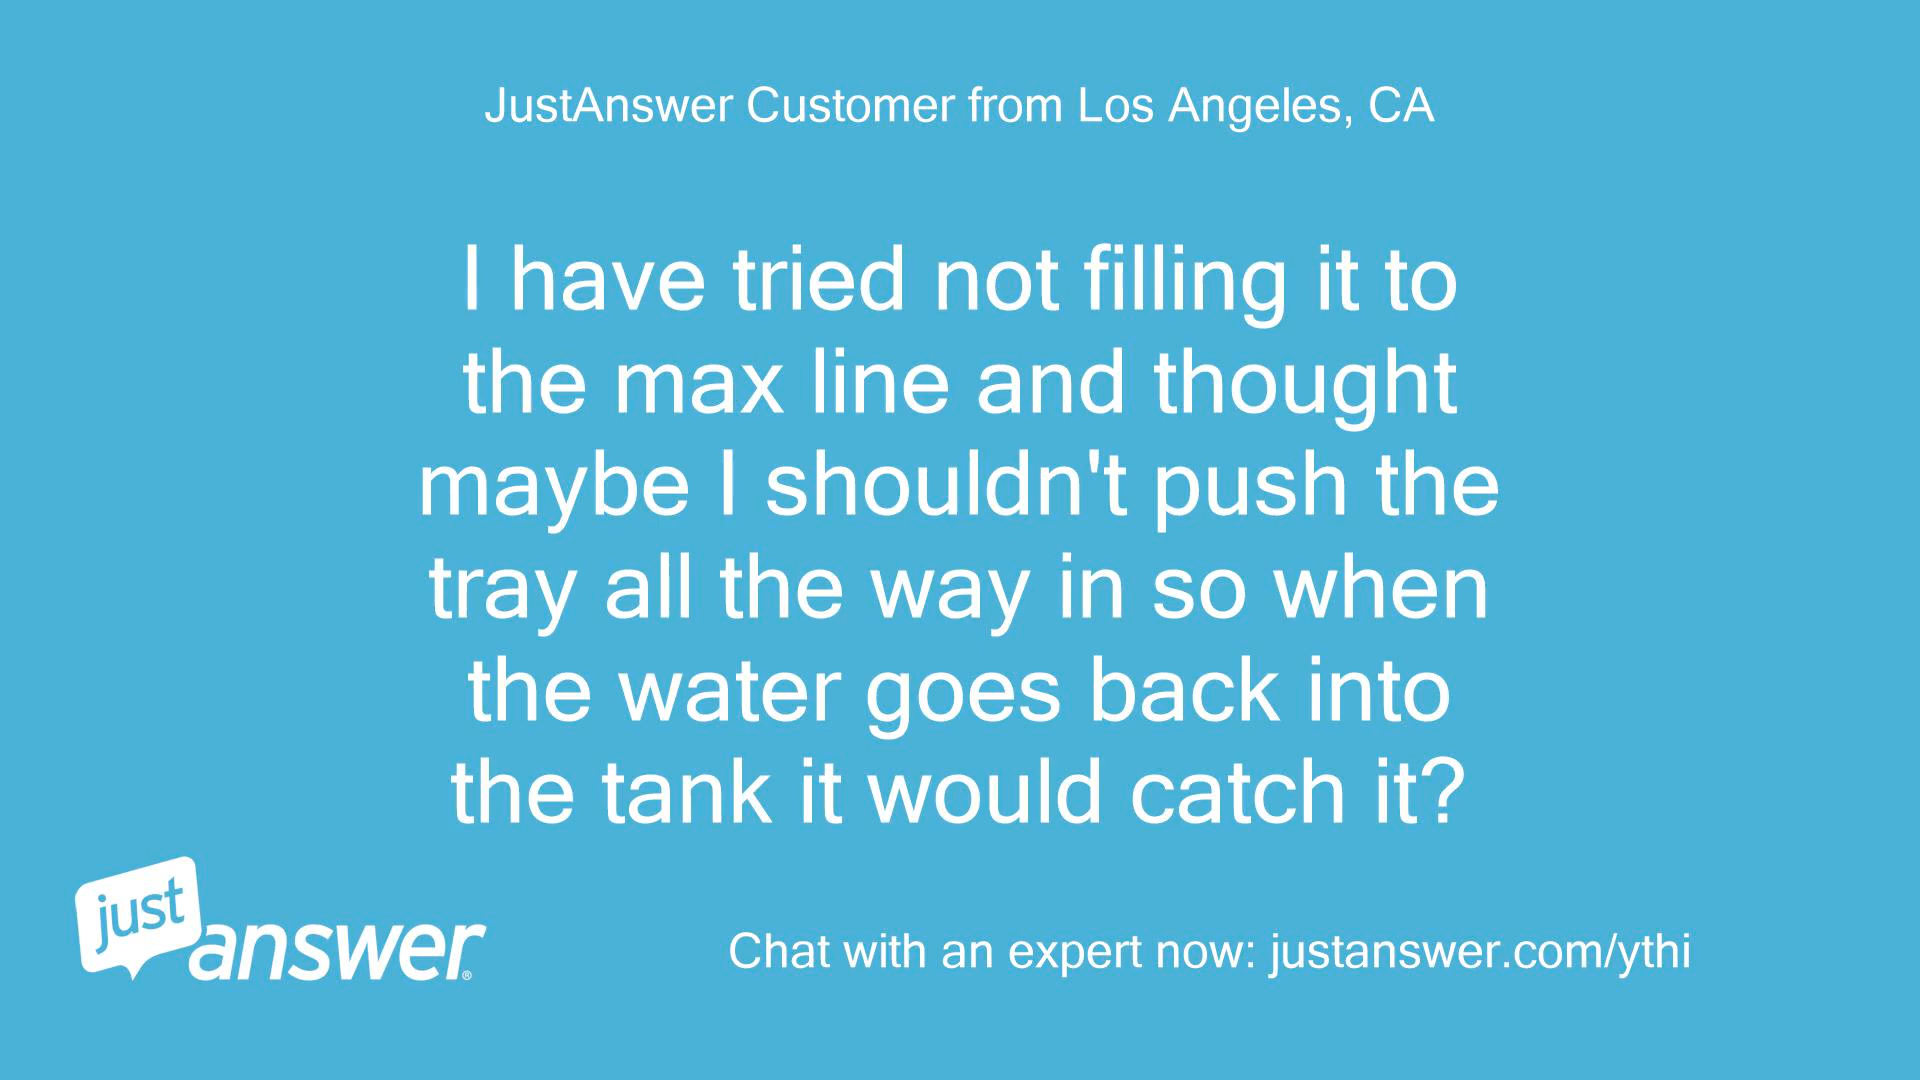 JustAnswer Customer from Los Angeles, CA
I have tried not filling it to
the max line and thought
maybe I shouldn't push the
tray all the way in so when
the water goes back into
the tank it would catch it?
just
answer®
Chat with an expert now: justanswer.com/ythi